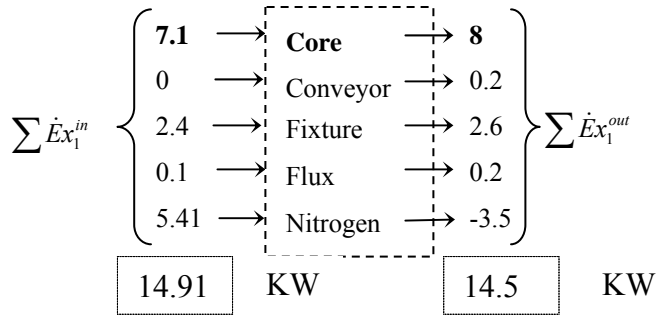 7.1 Core 8
0 Conveyor 0.2
∑ Ėx₁ⁱⁿ 2.4 Fixture 2.6 ∑ Ėx₁ᵒᵘᵗ
0.1 Flux 0.2
5.41 Nitrogen -3.5
14.91 KW 14.5 KW